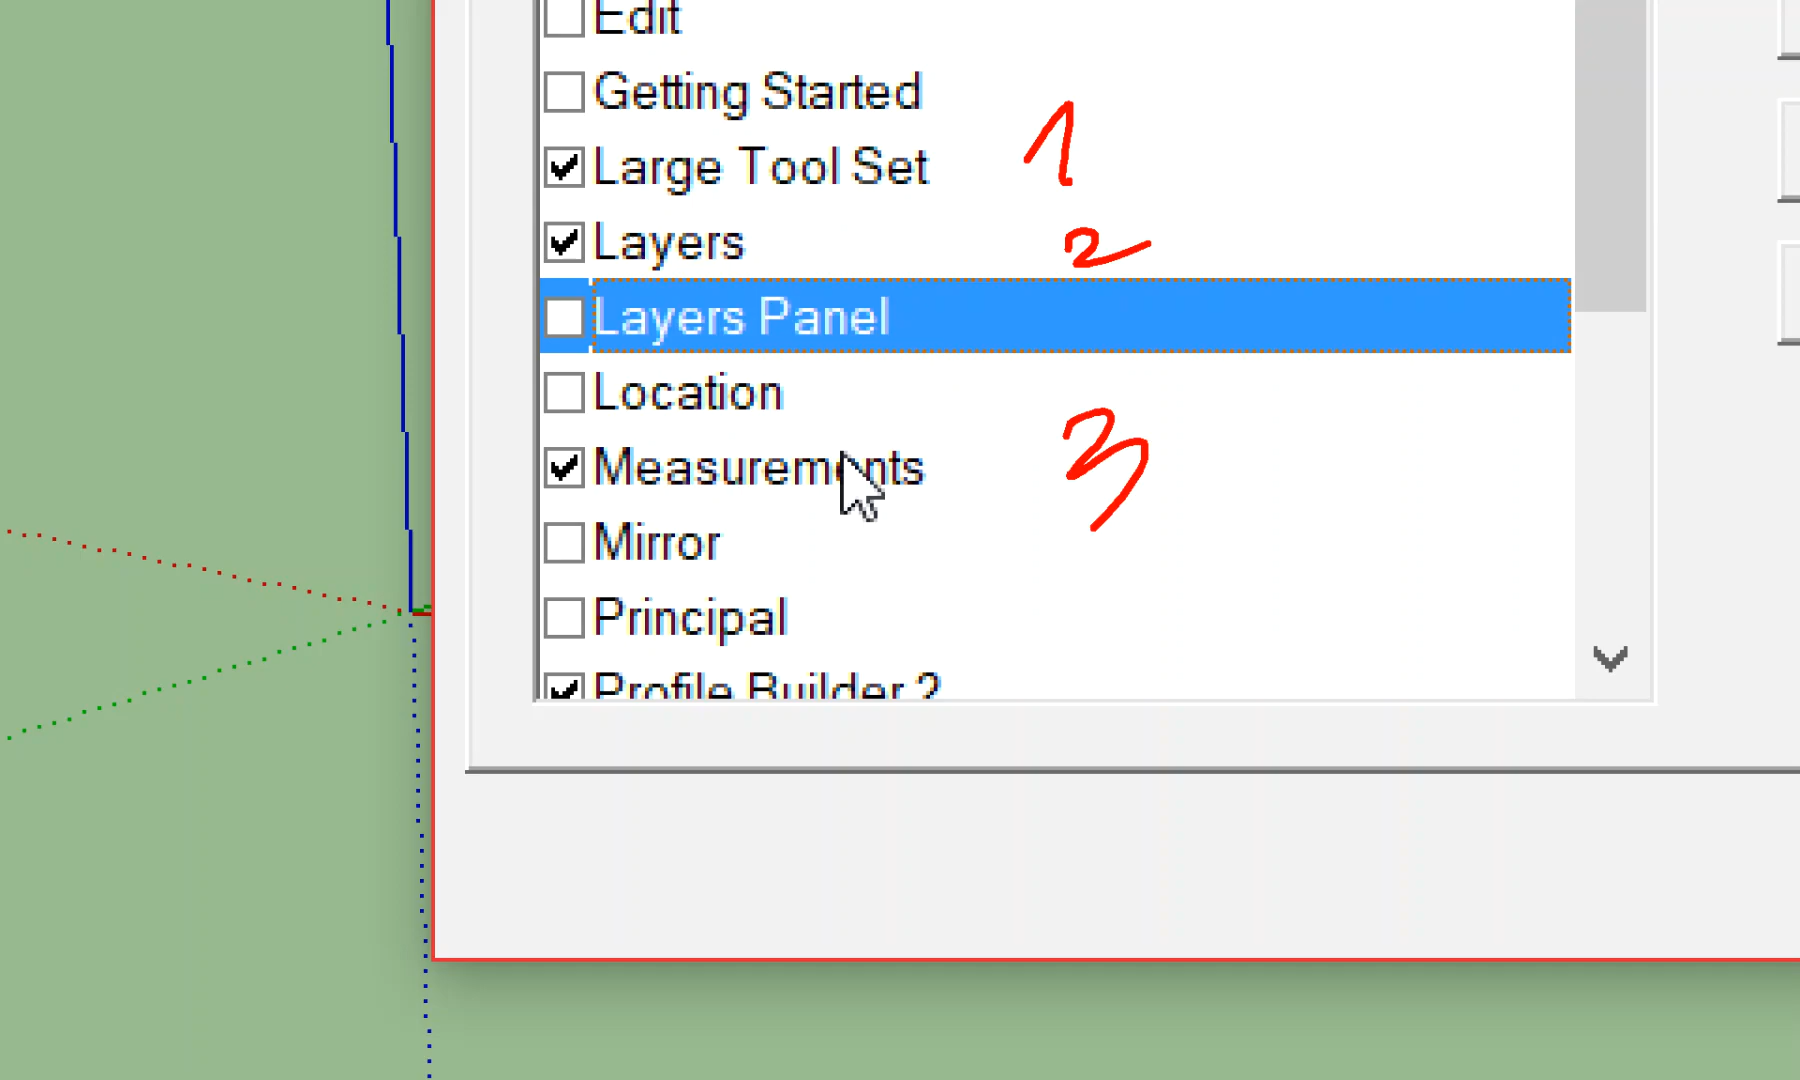 Edit
Getting Started
Large Tool Set 1
Layers 2
Layers Panel
Location
Measurements 3
Mirror
Principal
Profile Builder 2